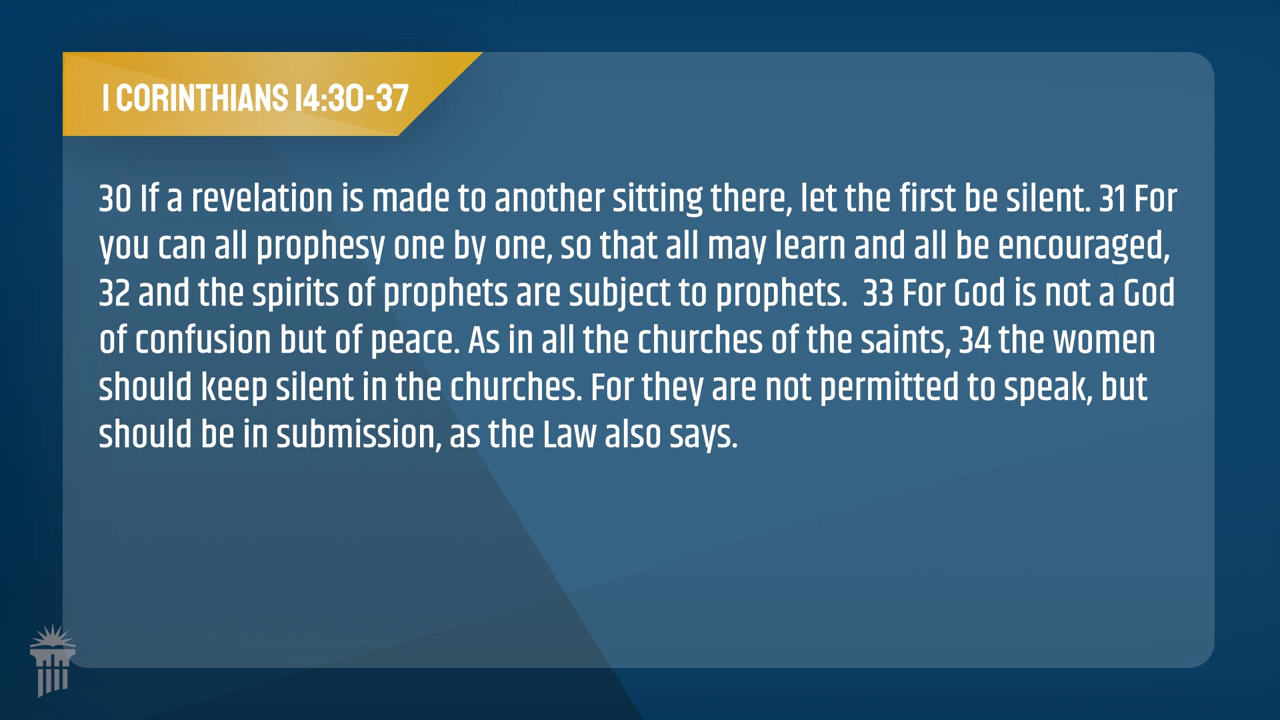 1 CORINTHIANS 14:30-37
30 If a revelation is made to another sitting there, let the first be silent. 31 For
you can all prophesy one by one, so that all may learn and all be encouraged,
32 and the spirits of prophets are subject to prophets.  33 For God is not a God
of confusion but of peace. As in all the churches of the saints, 34 the women
should keep silent in the churches. For they are not permitted to speak, but
should be in submission, as the Law also says.